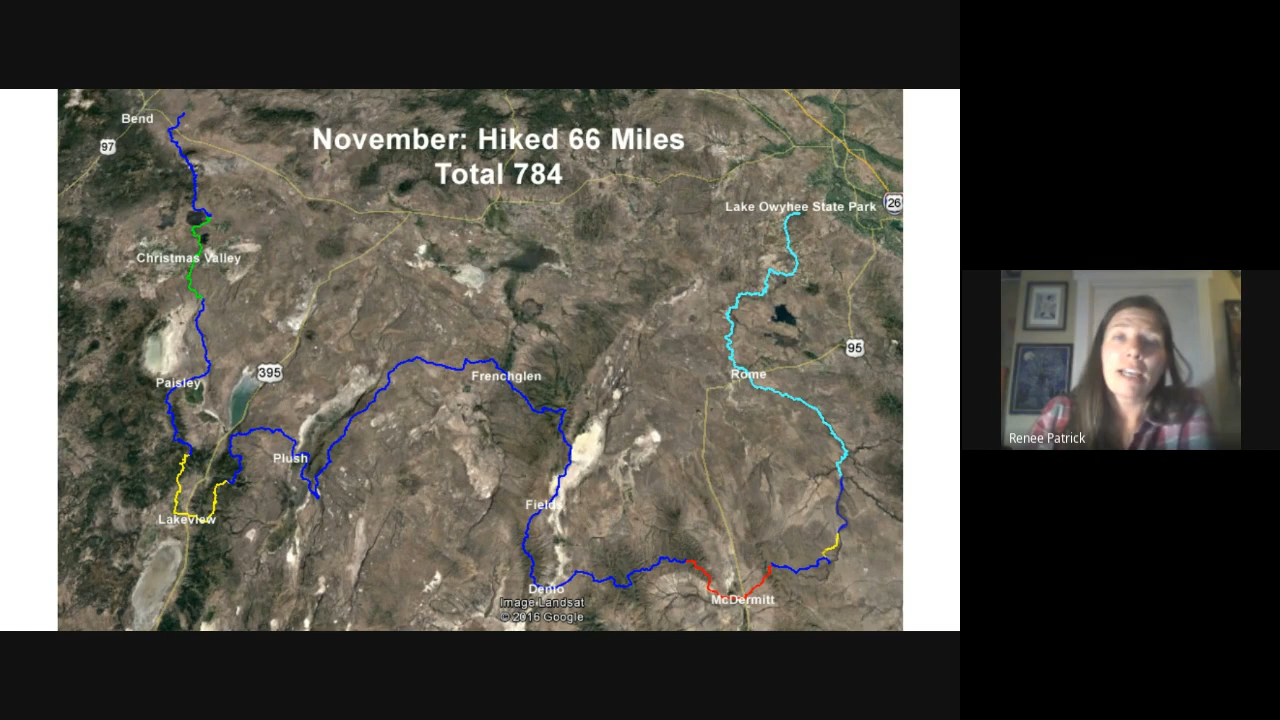 November: Hiked 66 Miles
Total 784
Bend
97
Lake Owyhee State Park
26
Christmas Valley
95
395
Rome
Paisley
Frenchglen
Plush
Renee Patrick
Fields
Lakeview
Denio
McDermitt
Image Landsat
© 2016 Google